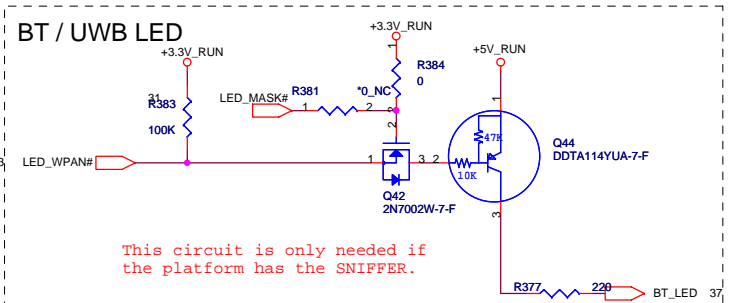 BT / UWB LED
+3.3V_RUN
+3.3V_RUN
+5V_RUN
1
R384
0
31
R383
100K
LED_MASK#
R381
1
2
*0_NC
2
2
1
47K
10K
Q44
DDTA114YUA-7-F
3
LED_WPAN#
1
3
2
Q42
2N7002W-7-F
3
This circuit is only needed if
the platform has the SNIFFER.
R377
220
BT_LED
37